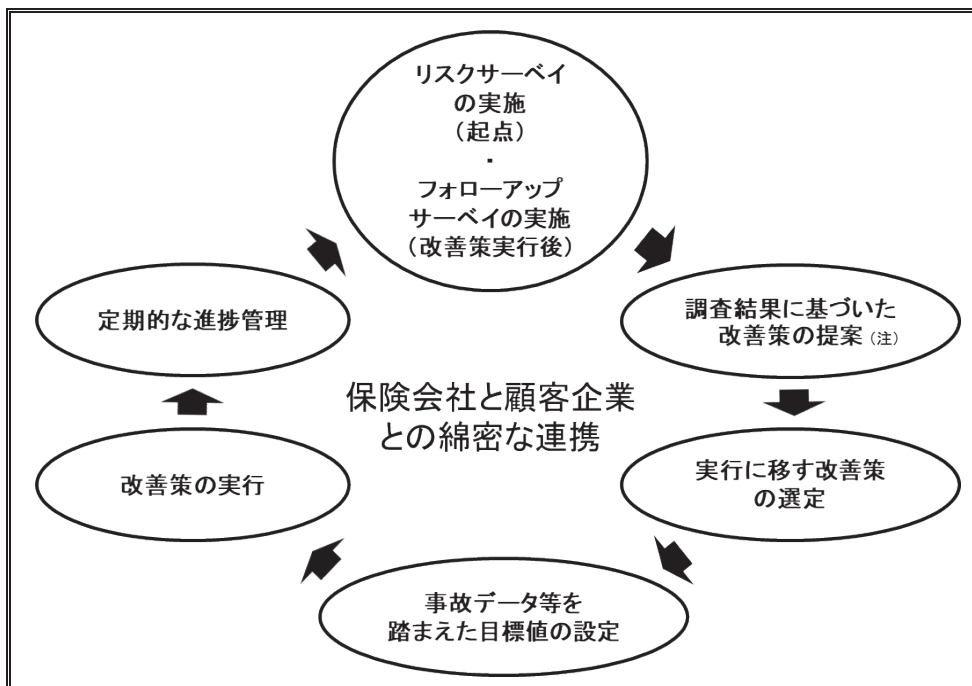 リスクサーベイ
の実施
(起点)
・
フォローアップ
サーベイの実施
(改善策実行後)
調査結果に基づいた
改善策の提案(注)
実行に移す改善策
の選定
事故データ等を
踏まえた目標値の設定
改善策の実行
定期的な進捗管理
保険会社と顧客企業
との綿密な連携